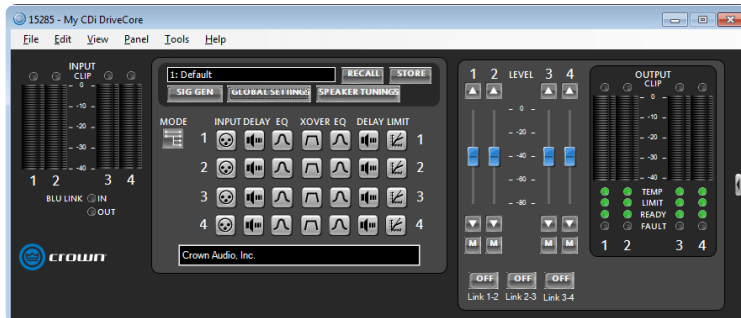 15285 - My CDi DriveCore
File Edit View Panel Tools Help
INPUT
CLIP
0
-10
-20
-30
-40
1 2 3 4
BLU LINK IN
OUT
crown
1: Default RECALL STORE
SIG GEN GLOBAL SETTINGS SPEAKER TUNINGS
MODE INPUT DELAY EQ XOVER EQ DELAY LIMIT
1 1
2 2
3 3
4 4
Crown Audio, Inc.
1 2 LEVEL 3 4
- 0 -
- -20 -
- -40 -
- -60 -
- -80 -
M M M M
OFF OFF OFF
Link 1-2 Link 2-3 Link 3-4
OUTPUT
CLIP
- 0 -
- -10 -
- -20 -
- -30 -
- -40 -
TEMP
LIMIT
READY
FAULT
1 2 3 4